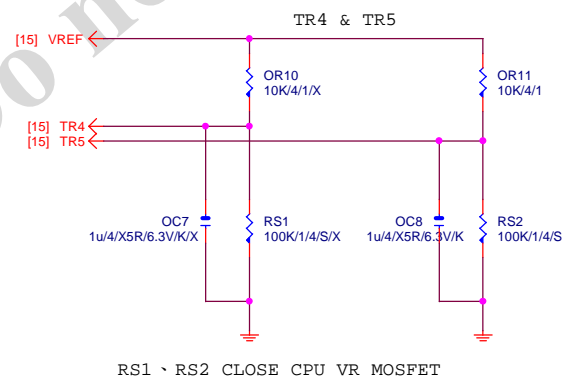 TR4 & TR5
[15] VREF
OR10
10K/4/1/X
OR11
10K/4/1
[15] TR4
[15] TR5
OC7
1u/4/X5R/6.3V/K/X
RS1
100K/1/4/S/X
OC8
1u/4/X5R/6.3V/K
RS2
100K/1/4/S
RS1、RS2 CLOSE CPU VR MOSFET